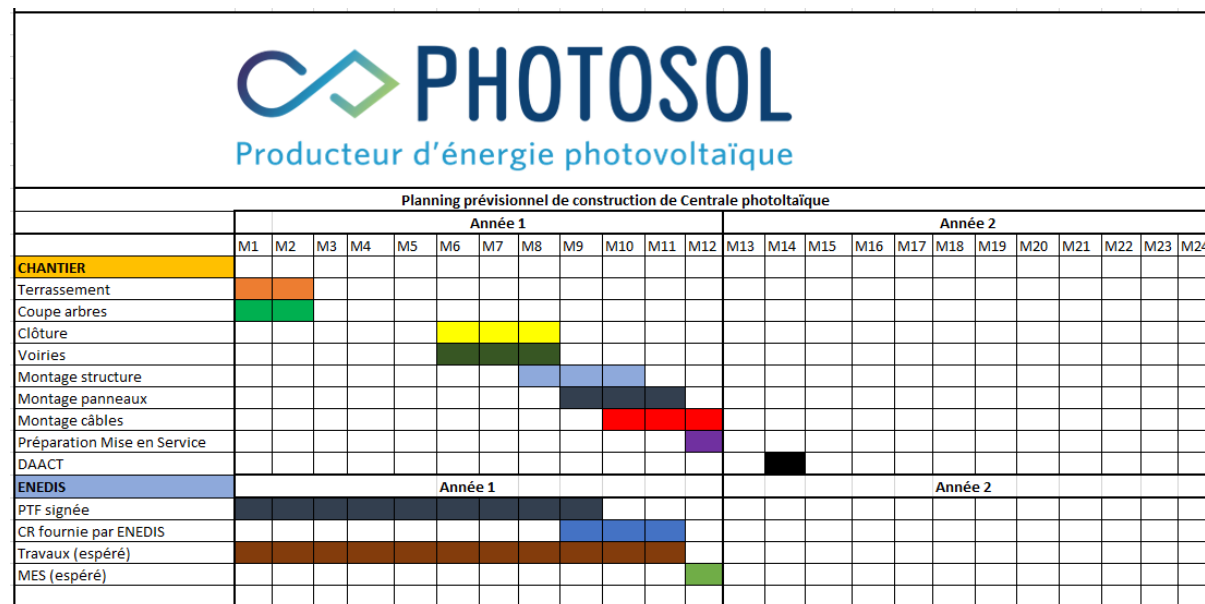 PHOTOSOL
Producteur d'énergie photovoltaïque
Planning prévisionnel de construction de Centrale photoltaïque
Année 1 Année 2
M1 M2 M3 M4 M5 M6 M7 M8 M9 M10 M11 M12 M13 M14 M15 M16 M17 M18 M19 M20 M21 M22 M23 M24
CHANTIER
Terrassement
Coupe arbres
Clôture
Voiries
Montage structure
Montage panneaux
Montage câbles
Préparation Mise en Service
DAACT
ENEDIS Année 1 Année 2
PTF signée
CR fournie par ENEDIS
Travaux (espéré)
MES (espéré)